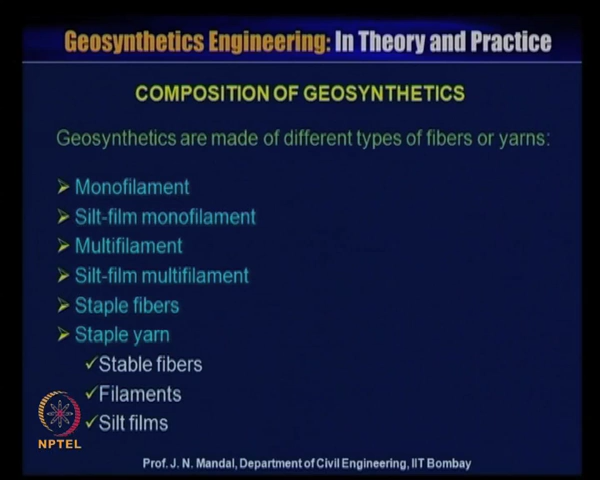 Geosynthetics Engineering: In Theory and Practice
COMPOSITION OF GEOSYNTHETICS
Geosynthetics are made of different types of fibers or yarns:
Monofilament
Silt-film monofilament
Multifilament
Silt-film multifilament
Staple fibers
Staple yarn
Stable fibers
Filaments
Silt films
NPTEL
Prof. J. N. Mandal, Department of Civil Engineering, IIT Bombay